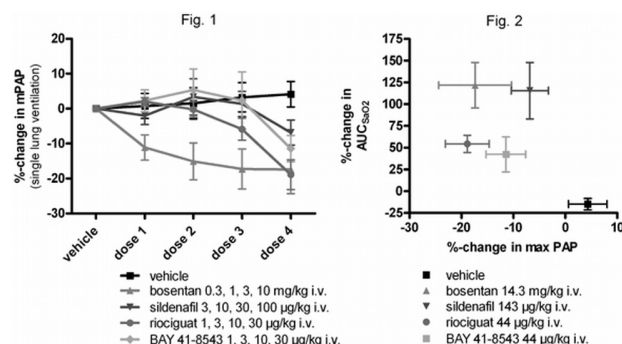 Fig. 1
%-change in mPAP
(single lung ventilation)
20
10
0
-10
-20
-30
vehicle
dose 1
dose 2
dose 3
dose 4
vehicle
bosentan 0.3, 1, 3, 10 mg/kg i.v.
sildenafil 3, 10, 30, 100 µg/kg i.v.
riociguat 1, 3, 10, 30 µg/kg i.v.
BAY 41-8543 1, 3, 10, 30 µg/kg i.v.
Fig. 2
%-change in
AUCSaO2
175
150
125
100
75
50
25
0
-25
-30
-20
-10
0
10
%-change in max PAP
vehicle
bosentan 14.3 mg/kg i.v.
sildenafil 143 µg/kg i.v.
riociguat 44 µg/kg i.v.
BAY 41-8543 44 µg/kg i.v.